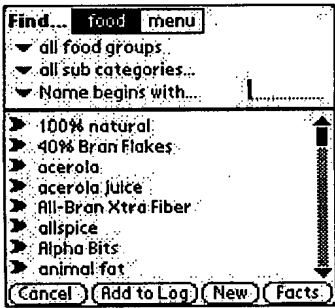 Find... food menu
all food groups
all sub categories...
Name begins with...
100% natural
40% Bran Flakes
acerola
acerola juice
All-Bran Xtra Fiber
allspice
Alpha Bits
animal fat
Cancel Add to Log New Facts